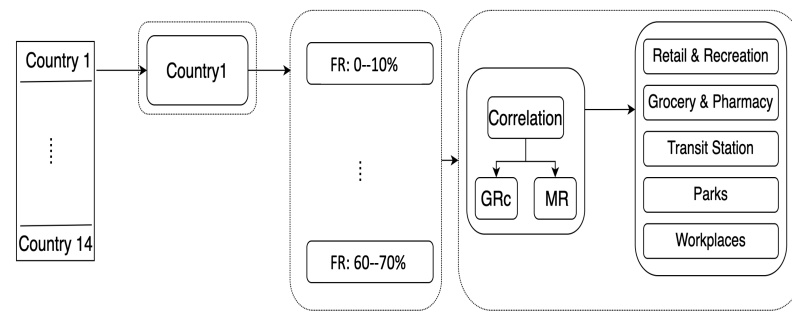 Country 1
Country 14
Country1
FR: 0--10%
FR: 60--70%
Correlation
GRc
MR
Retail & Recreation
Grocery & Pharmacy
Transit Station
Parks
Workplaces